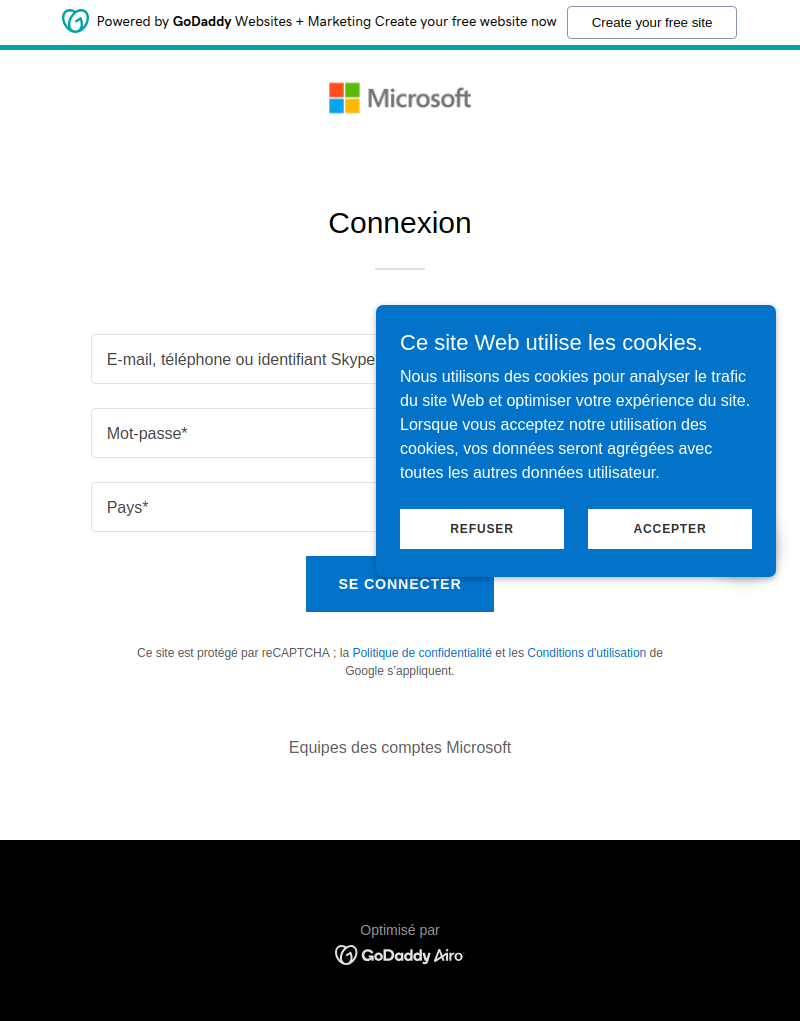 Powered by GoDaddy Websites + Marketing Create your free website now
Create your free site
Microsoft
Connexion
E-mail, téléphone ou identifiant Skype
Mot-passe*
Pays*
Ce site Web utilise les cookies.
Nous utilisons des cookies pour analyser le trafic
du site Web et optimiser votre expérience du site.
Lorsque vous acceptez notre utilisation des
cookies, vos données seront agrégées avec
toutes les autres données utilisateur.
REFUSER
ACCEPTER
SE CONNECTER
Ce site est protégé par reCAPTCHA ; la Politique de confidentialité et les Conditions d'utilisation de
Google s’appliquent.
Equipes des comptes Microsoft
Optimisé par
GoDaddy Airo